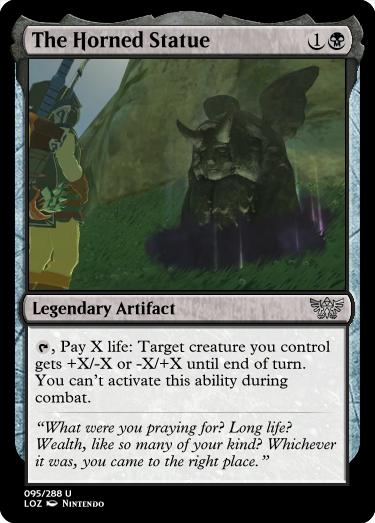 The Horned Statue 1
Legendary Artifact
, Pay X life: Target creature you control
gets +X/-X or -X/+X until end of turn.
You can't activate this ability during
combat.
“What were you praying for? Long life?
Wealth, like so many of your kind? Whichever
it was, you came to the right place.”
095/288 U
LOZ Nintendo